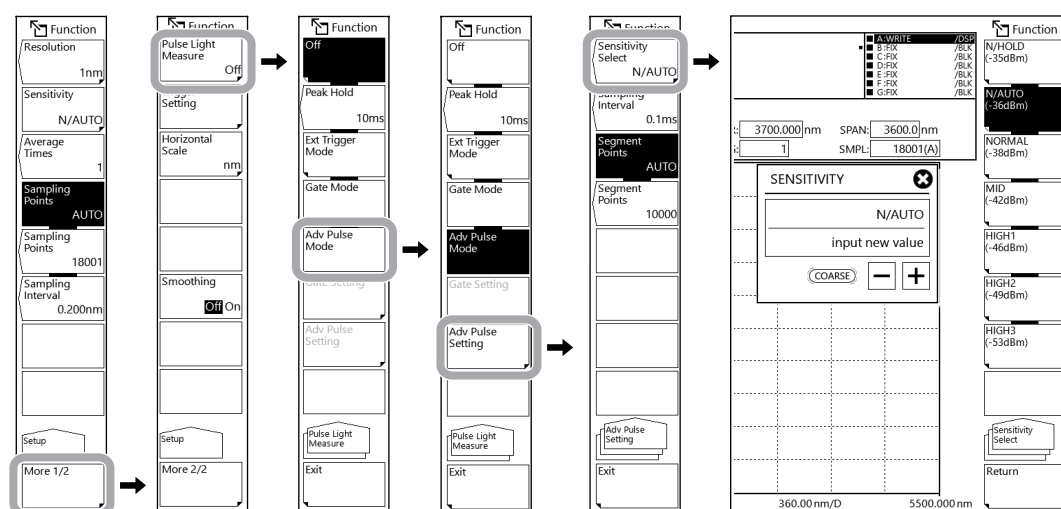 Function
Resolution
1nm
Sensitivity
N/AUTO
Average
Times
1
Sampling
Points
AUTO
Sampling
Points
18001
Sampling
Interval
0.200nm
Setup
More 1/2
Function
Pulse Light
Measure
Off
Setting
Horizontal
Scale
nm
Smoothing
Off On
Setup
More 2/2
Function
Off
Peak Hold
10ms
Ext Trigger
Mode
Gate Mode
Adv Pulse
Mode
Gate Setting
Adv Pulse
Setting
Pulse Light
Measure
Exit
Function
Off
Peak Hold
10ms
Ext Trigger
Mode
Gate Mode
Adv Pulse
Mode
Gate Setting
Adv Pulse
Setting
Pulse Light
Measure
Exit
Function
Sensitivity
Select
N/AUTO
Sampling
Interval
0.1ms
Segment
Points
AUTO
Segment
Points
10000
Adv Pulse
Setting
Exit
A:WRITE /DSP
B:FIX /BLK
C:FIX /BLK
D:FIX /BLK
E:FIX /BLK
F:FIX /BLK
G:FIX /BLK
3700.000 nm SPAN: 3600.0 nm
1 SMPL: 18001(A)
SENSITIVITY
N/AUTO
input new value
COARSE − +
360.00 nm/D 5500.000 nm
Function
N/HOLD
(-35dBm)
N/AUTO
(-36dBm)
NORMAL
(-38dBm)
MID
(-42dBm)
HIGH1
(-46dBm)
HIGH2
(-49dBm)
HIGH3
(-53dBm)
Sensitivity
Select
Return